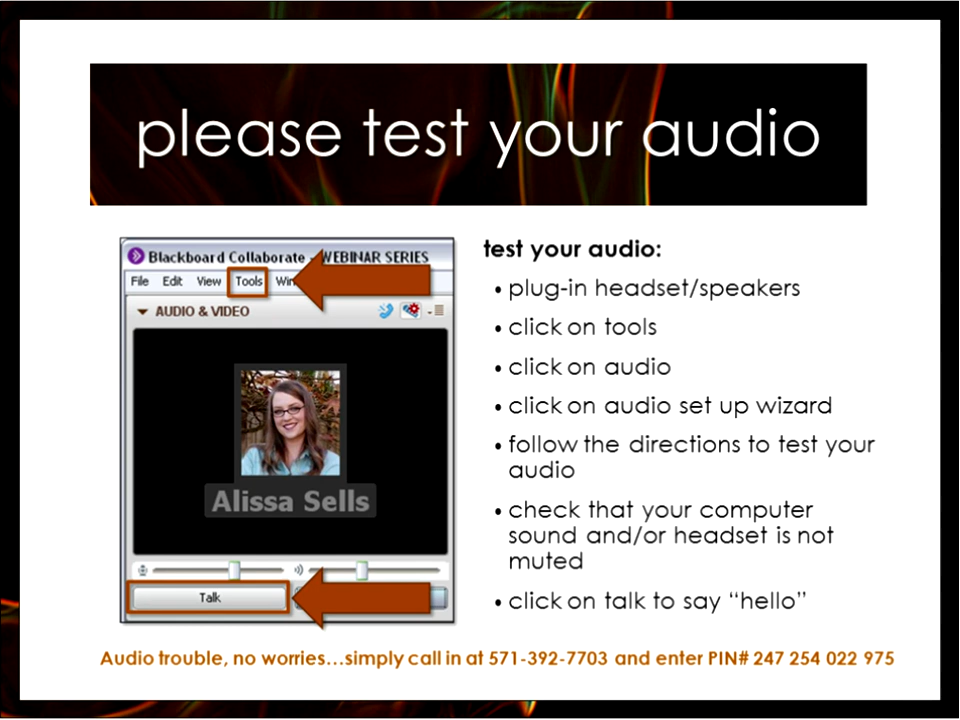 please test your audio
Blackboard Collaborate - WEBINAR SERIES
File Edit View Tools Win
AUDIO & VIDEO
Alissa Sells
Talk
test your audio:
• plug-in headset/speakers
• click on tools
• click on audio
• click on audio set up wizard
• follow the directions to test your
audio
• check that your computer
sound and/or headset is not
muted
• click on talk to say “hello”
Audio trouble, no worries...simply call in at 571-392-7703 and enter PIN# 247 254 022 975